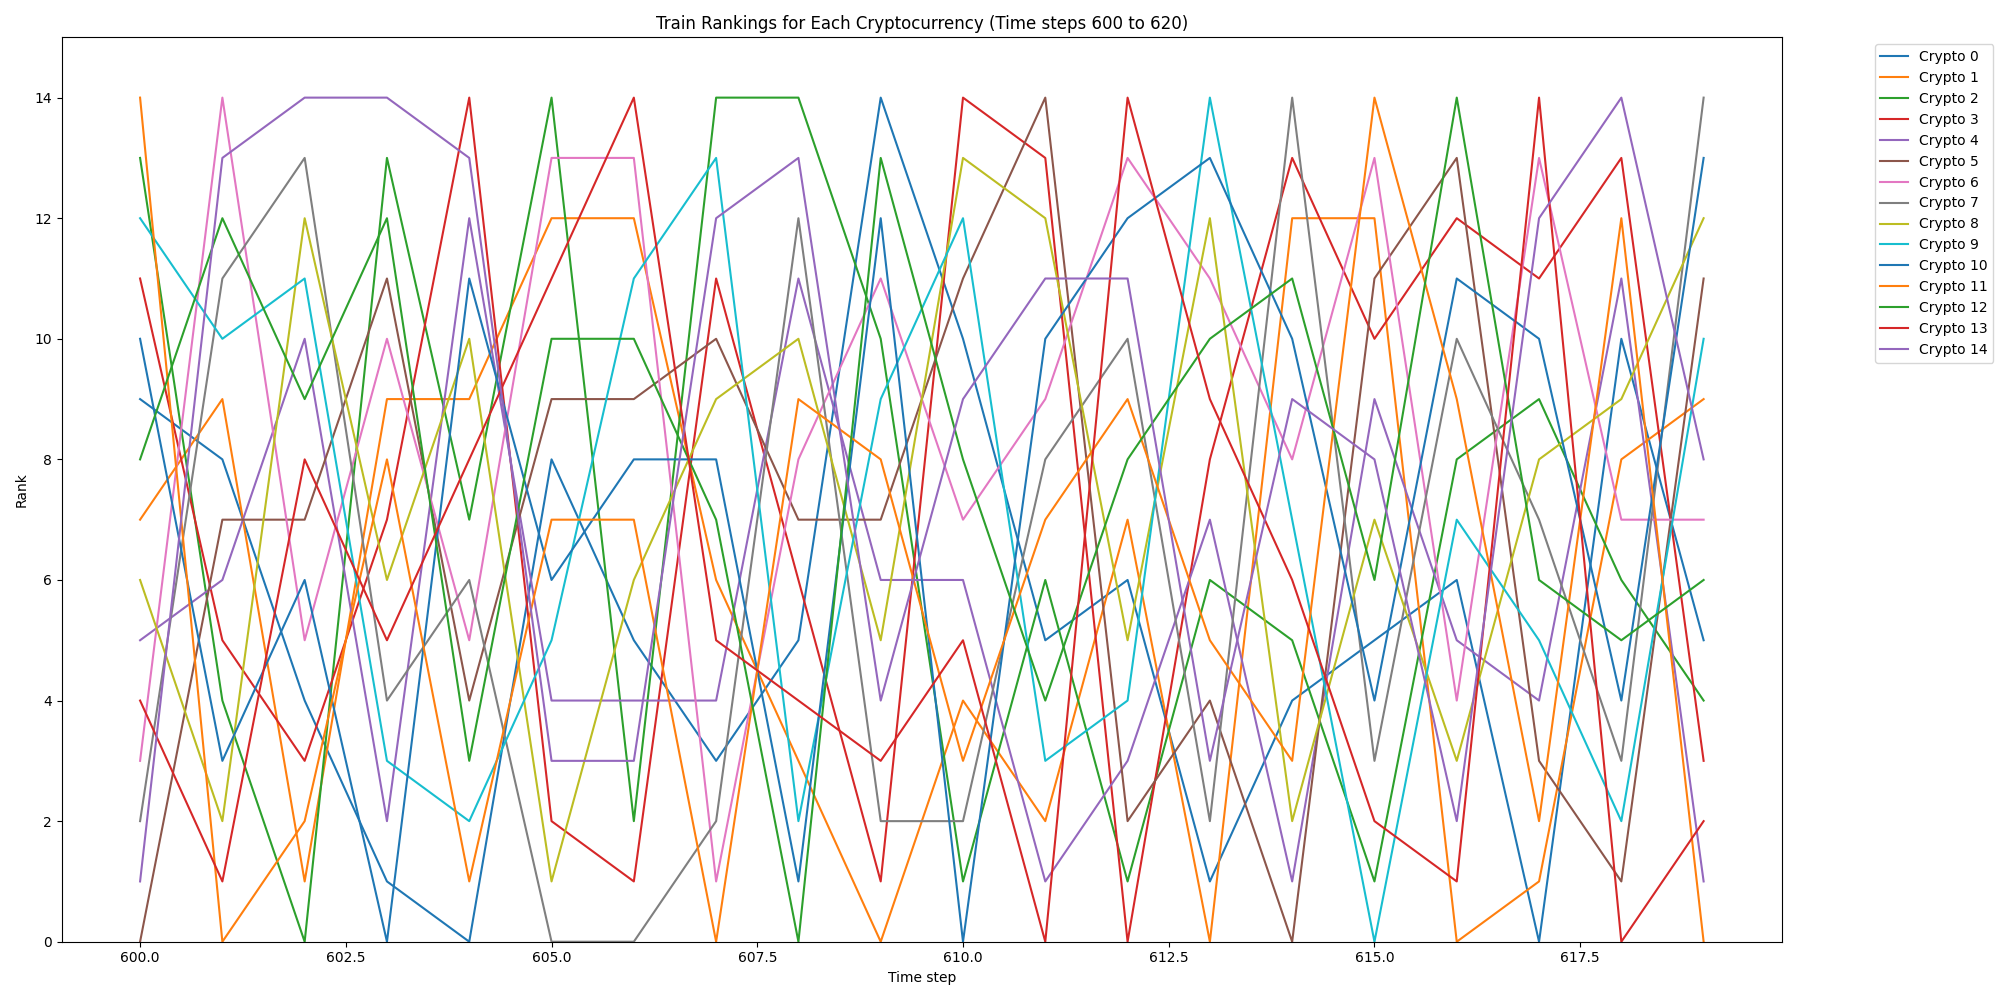 Train Rankings for Each Cryptocurrency (Time steps 600 to 620)
Rank
14
12
10
8
6
4
2
0
600.0 602.5 605.0 607.5 610.0 612.5 615.0 617.5
Time step
Crypto 0
Crypto 1
Crypto 2
Crypto 3
Crypto 4
Crypto 5
Crypto 6
Crypto 7
Crypto 8
Crypto 9
Crypto 10
Crypto 11
Crypto 12
Crypto 13
Crypto 14